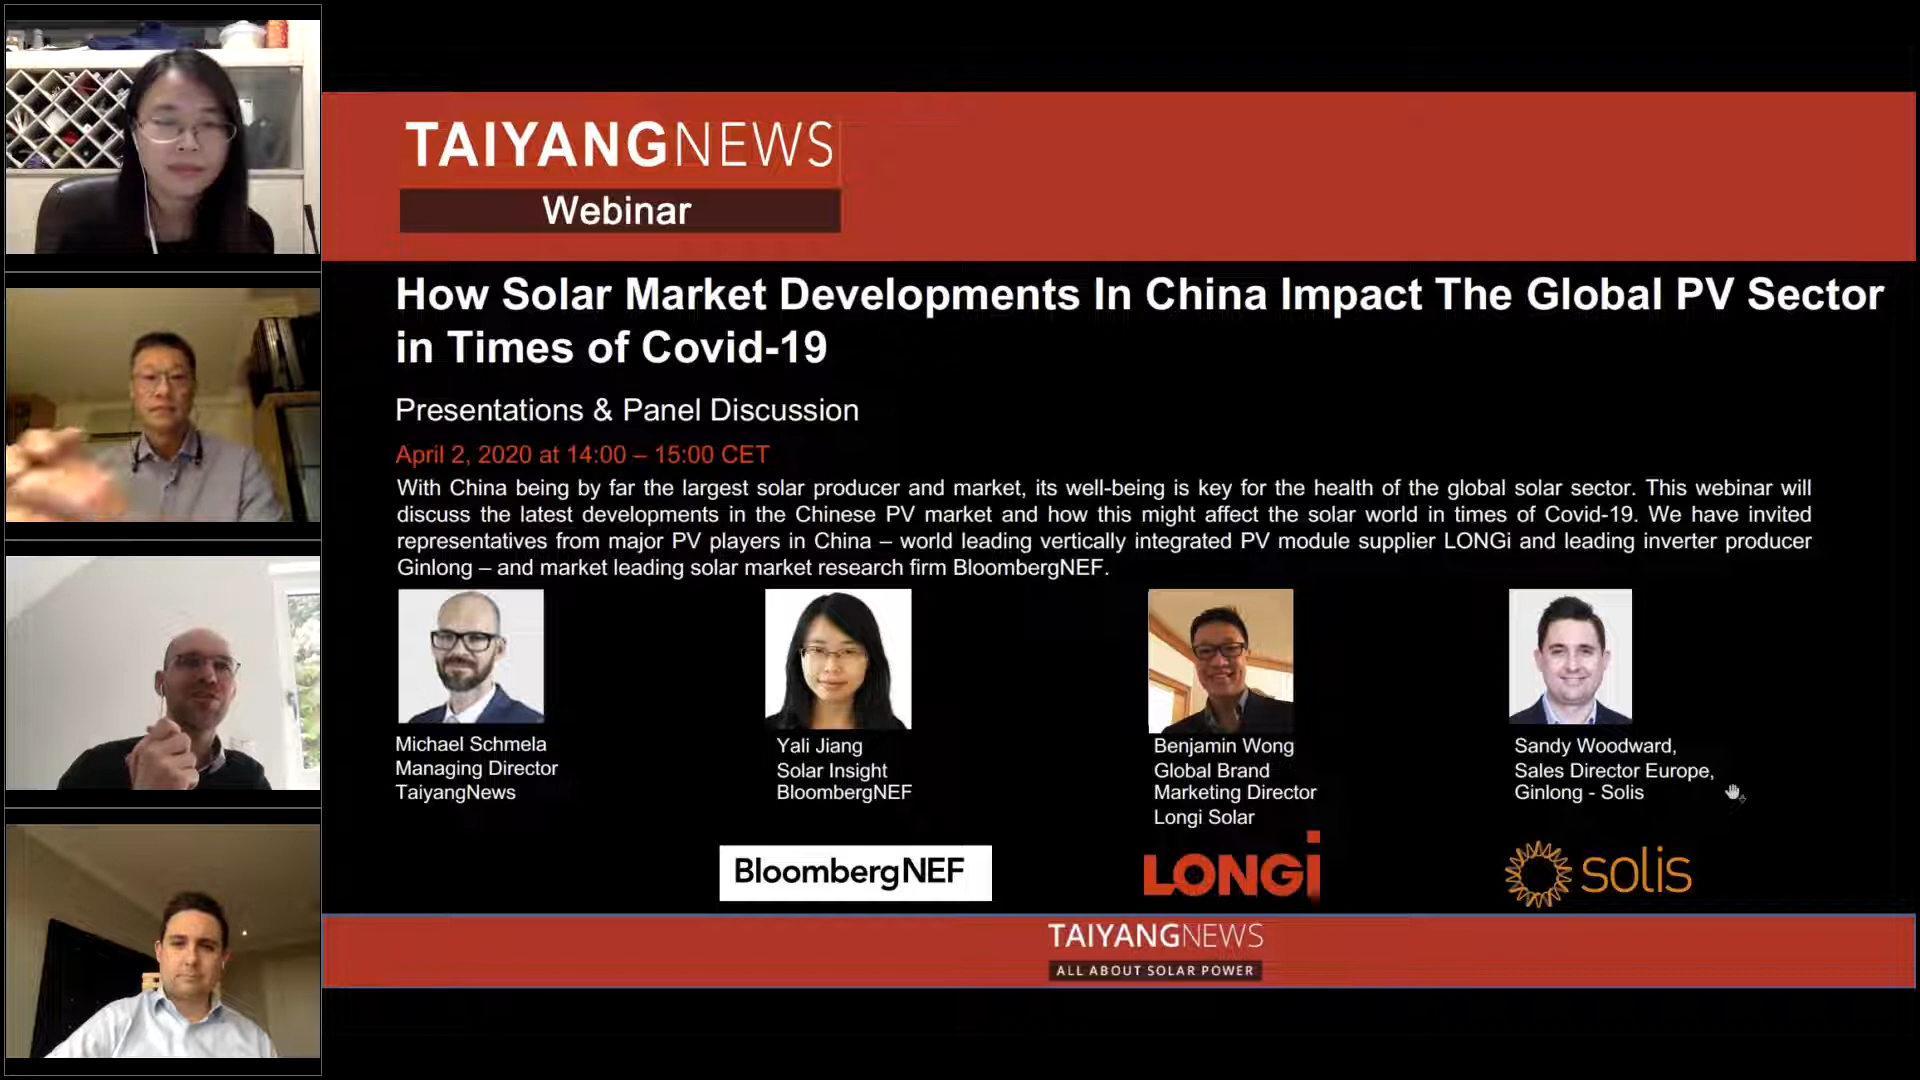 TAIYANGNEWS
Webinar
How Solar Market Developments In China Impact The Global PV Sector
in Times of Covid-19
Presentations & Panel Discussion
April 2, 2020 at 14:00 – 15:00 CET
With China being by far the largest solar producer and market, its well-being is key for the health of the global solar sector. This webinar will
discuss the latest developments in the Chinese PV market and how this might affect the solar world in times of Covid-19. We have invited
representatives from major PV players in China – world leading vertically integrated PV module supplier LONGi and leading inverter producer
Ginlong – and market leading solar market research firm BloombergNEF.
Michael Schmela
Managing Director
TaiyangNews
Yali Jiang
Solar Insight
BloombergNEF
Benjamin Wong
Global Brand
Marketing Director
Longi Solar
Sandy Woodward,
Sales Director Europe,
Ginlong - Solis
BloombergNEF
LONGi
solis
TAIYANGNEWS
ALL ABOUT SOLAR POWER